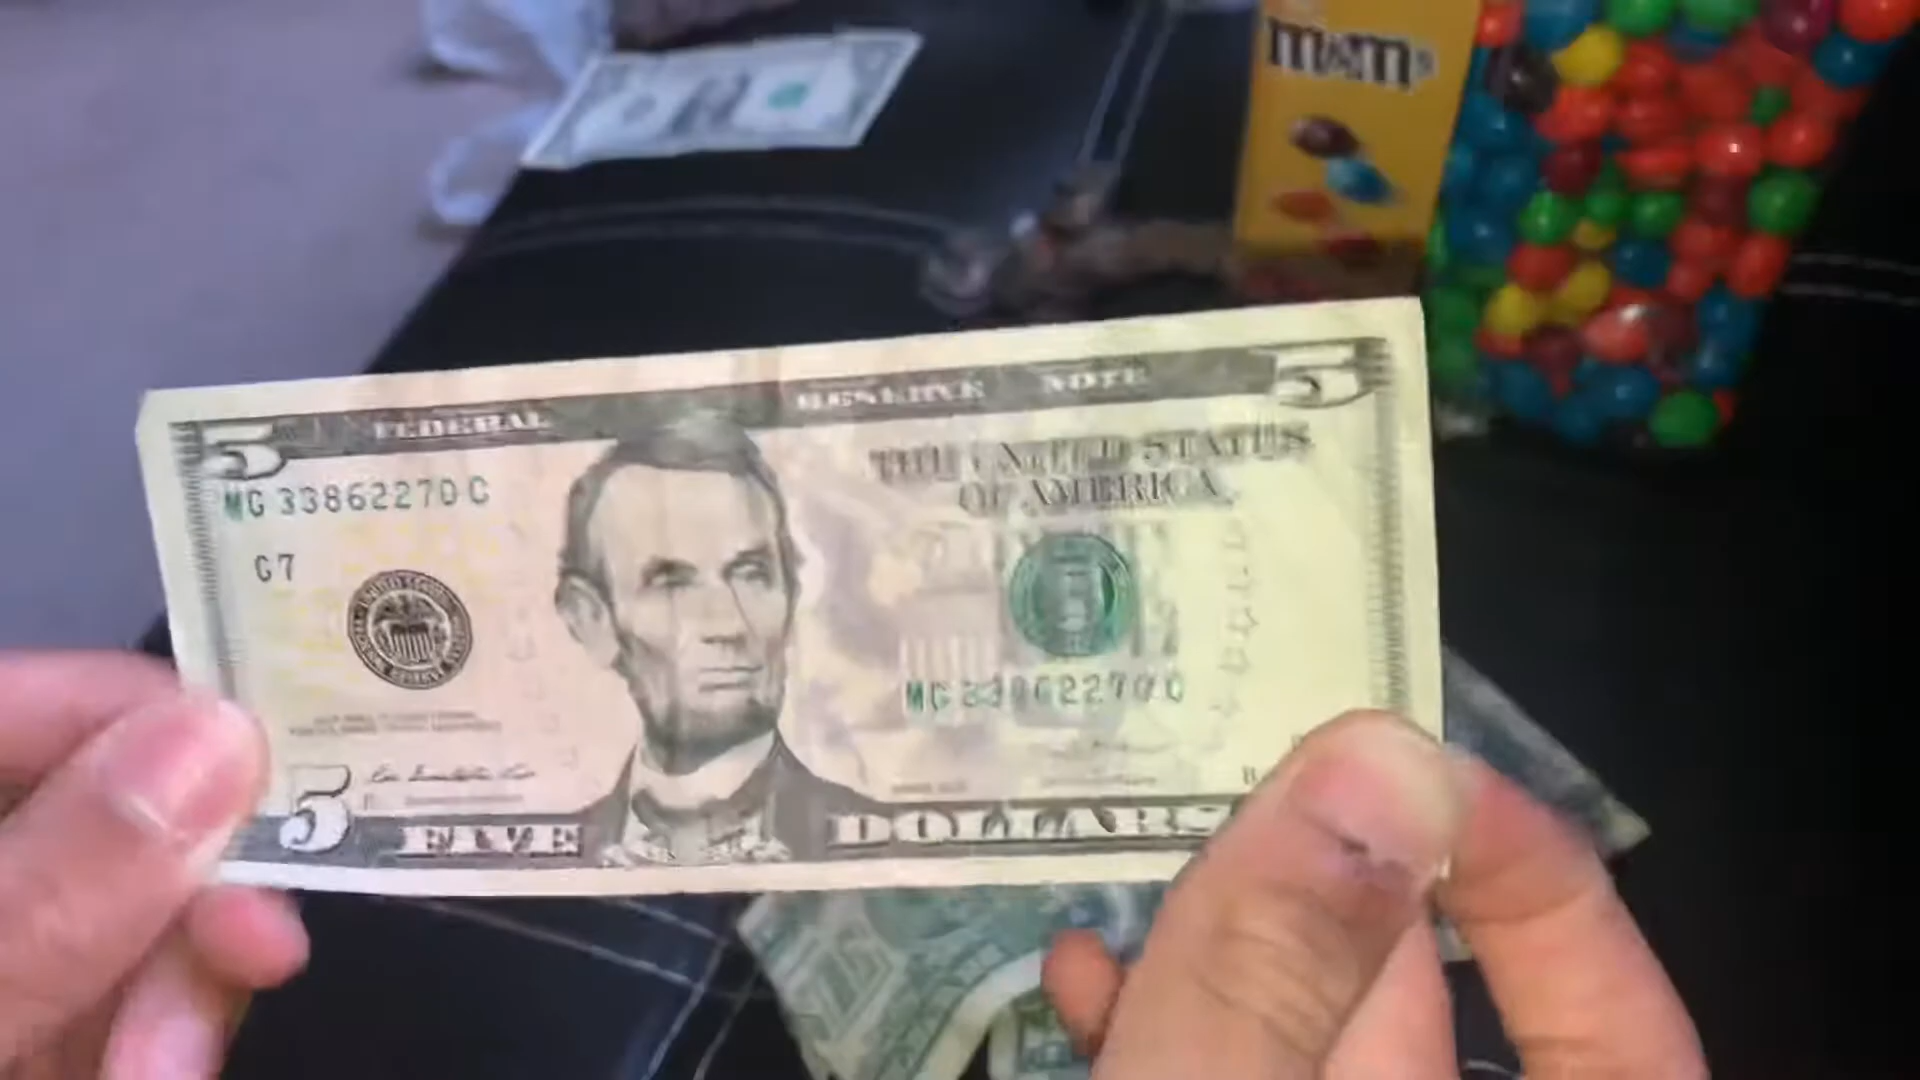 m&m's
FEDERAL RESERVE NOTE
5
5
THE UNITED STATES
OF AMERICA
MG 33862270 C
G7
MG 33862270 C
5
FIVE DOLLARS